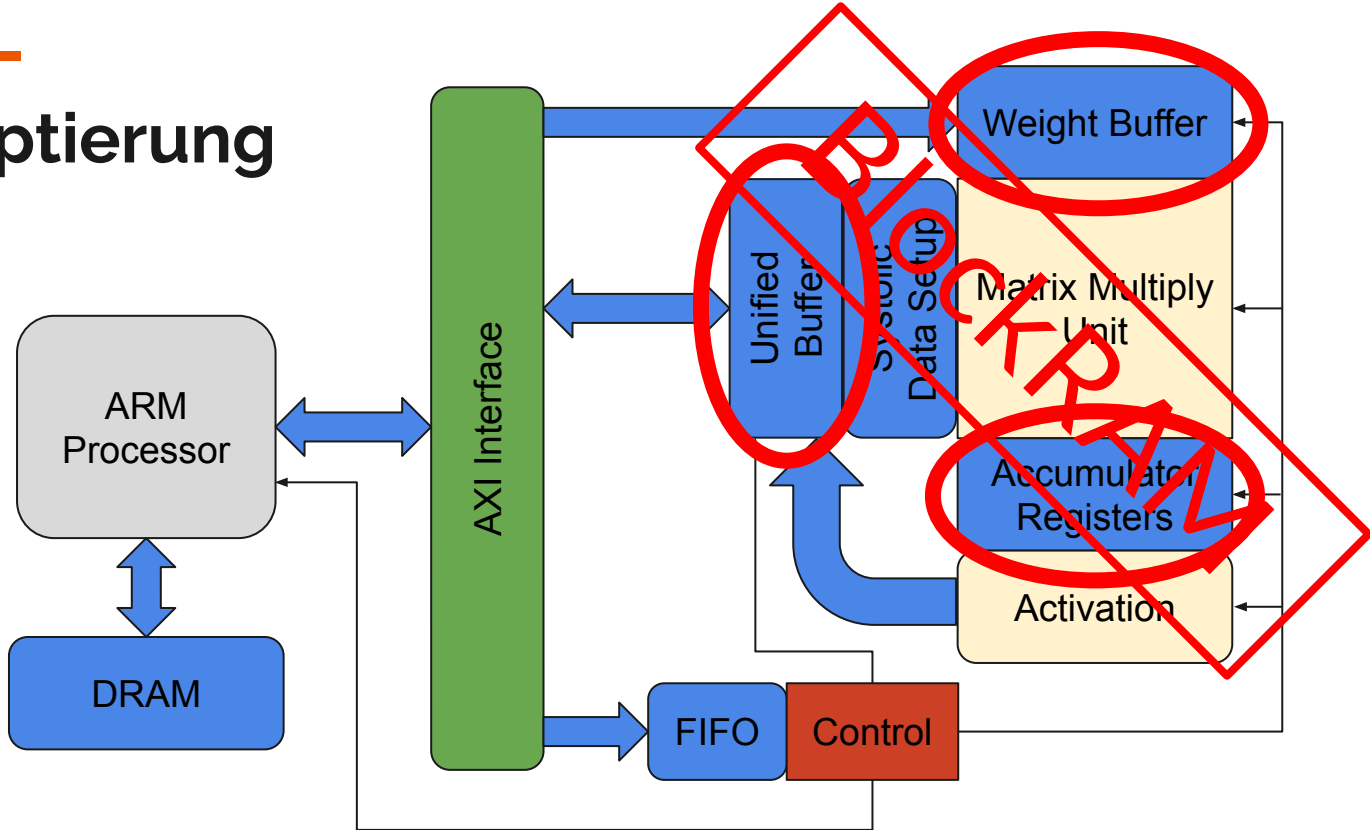 ptierung
Weight Buffer
Unified
Buffer
Systolic
Data Setup
Matrix Multiply
Unit
BlockRAM!
ARM
Processor
AXI Interface
Accumulator
Registers
Activation
DRAM
FIFO
Control